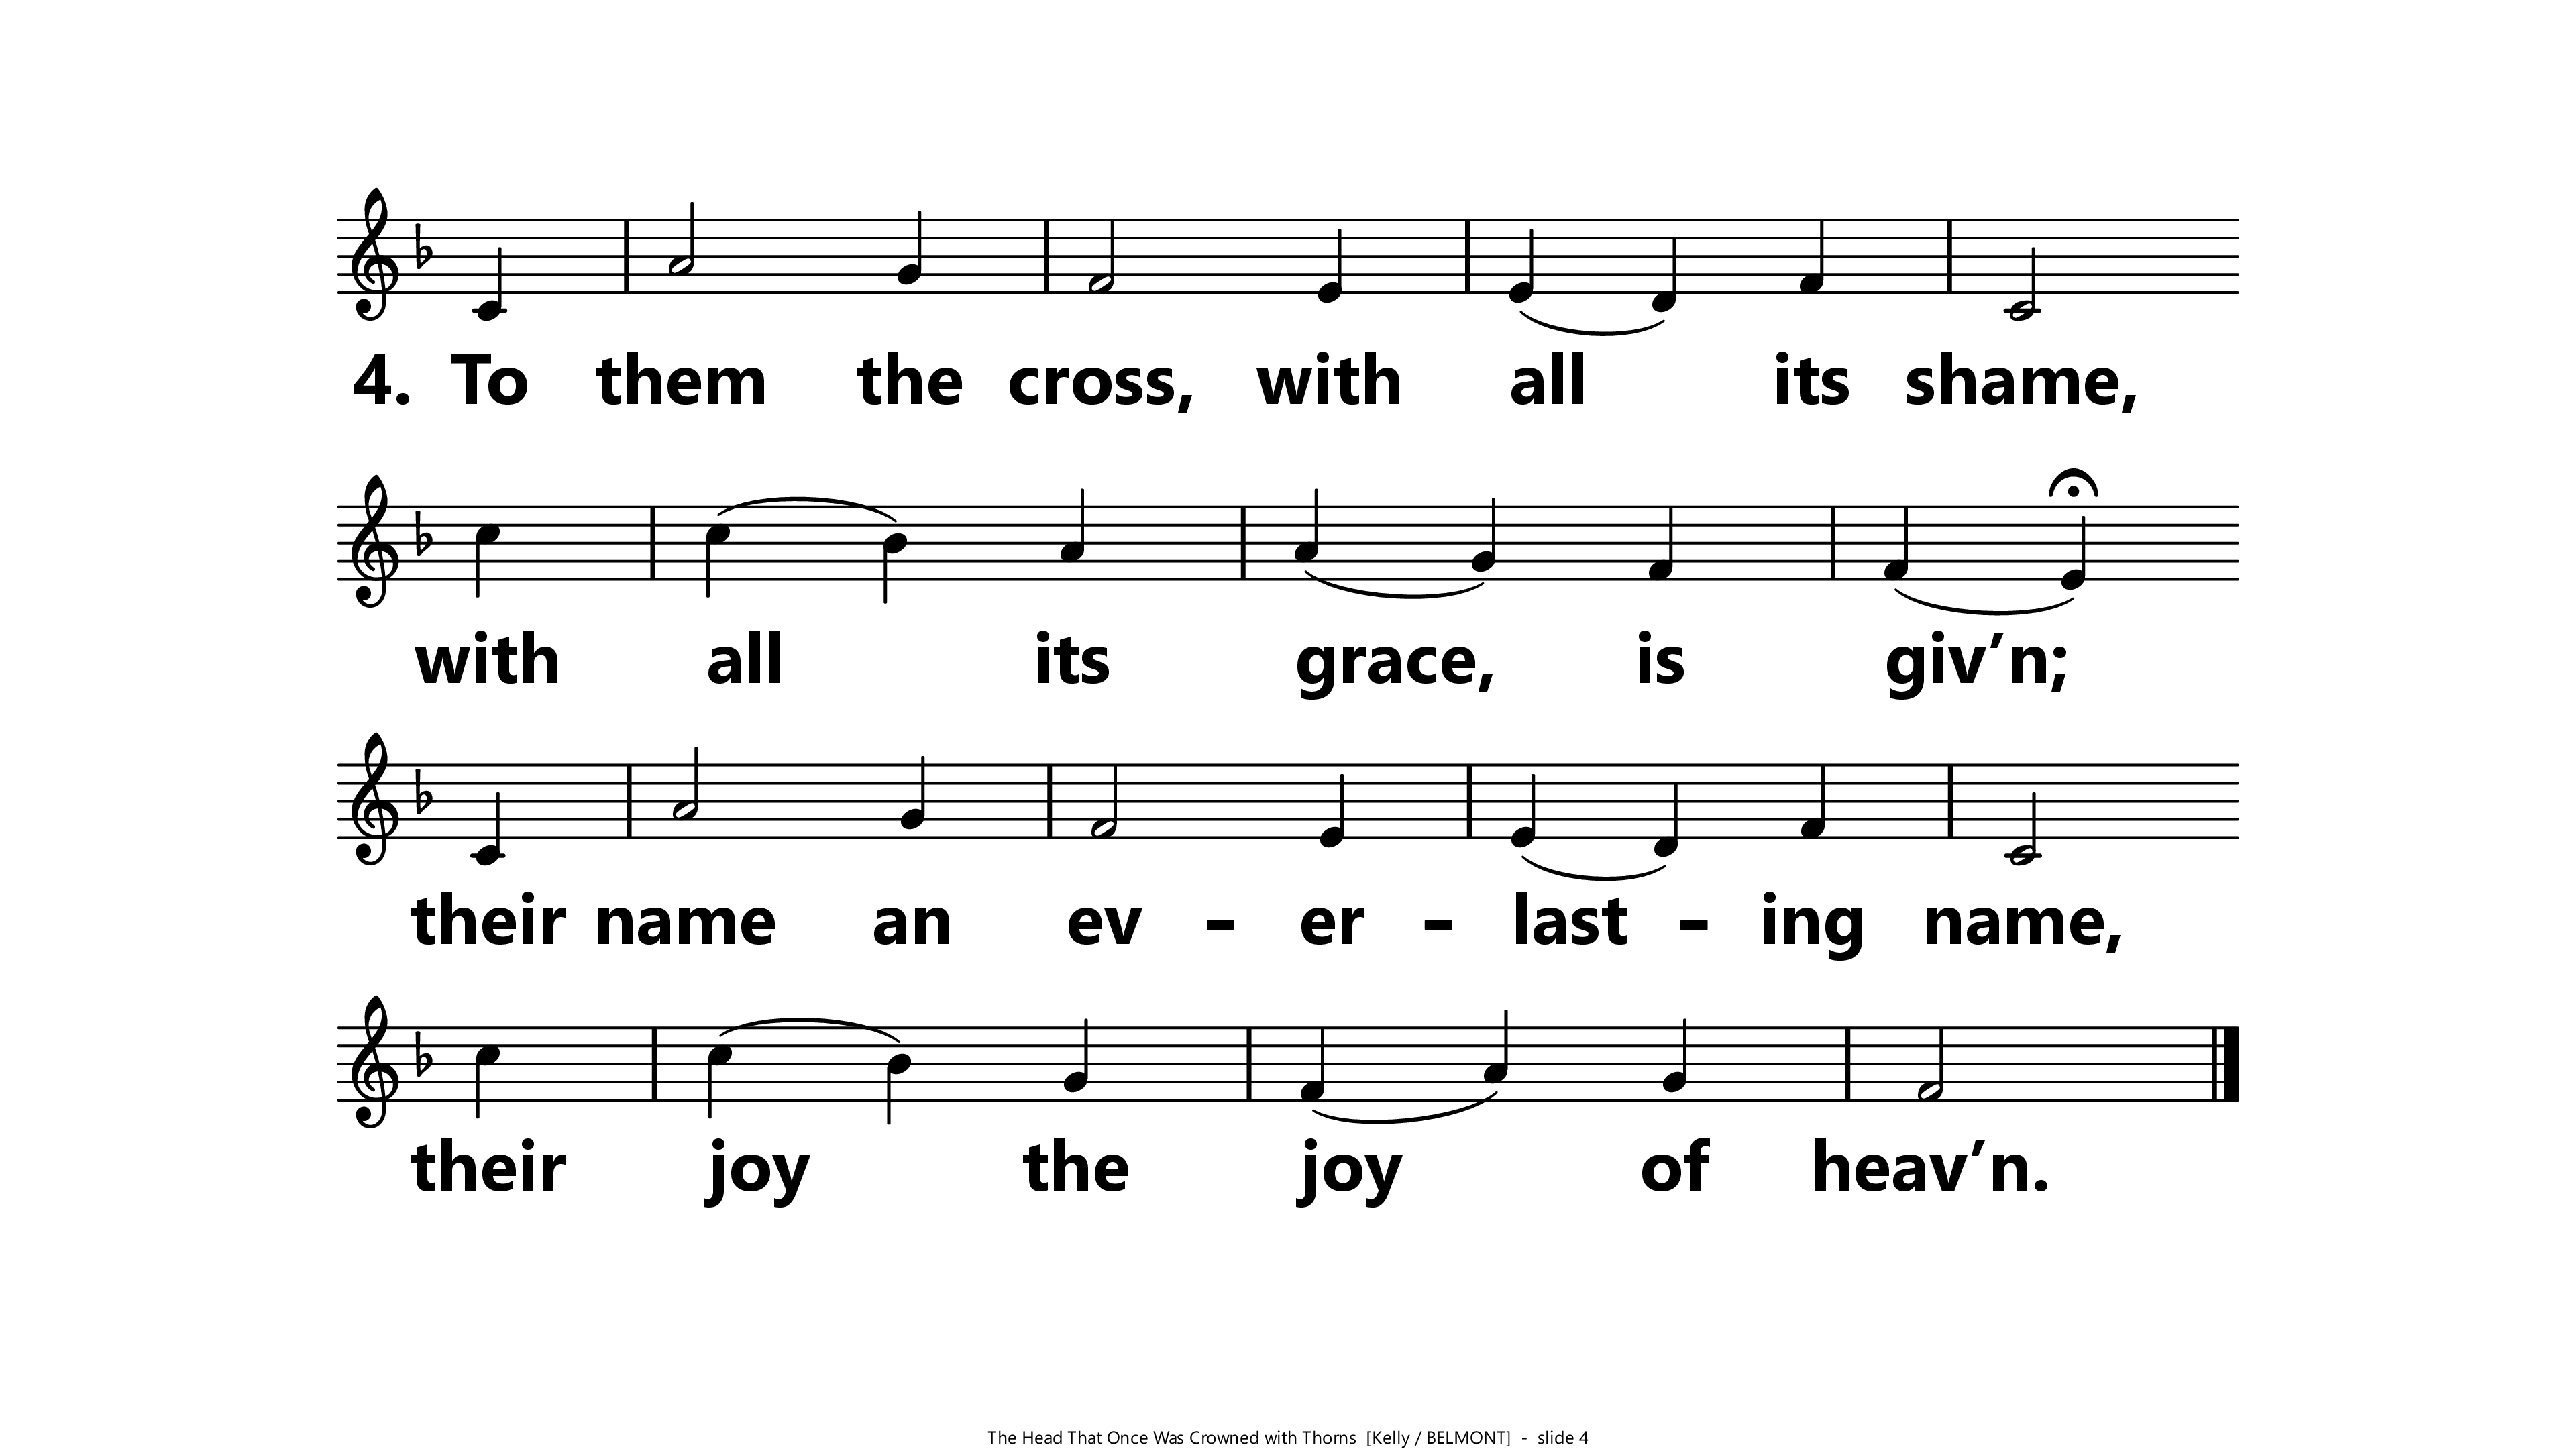 4. To them the cross, with all its shame,
with all its grace, is giv’n;
their name an ev - er - last - ing name,
their joy the joy of heav’n.
The Head That Once Was Crowned with Thorns [Kelly / BELMONT] - slide 4